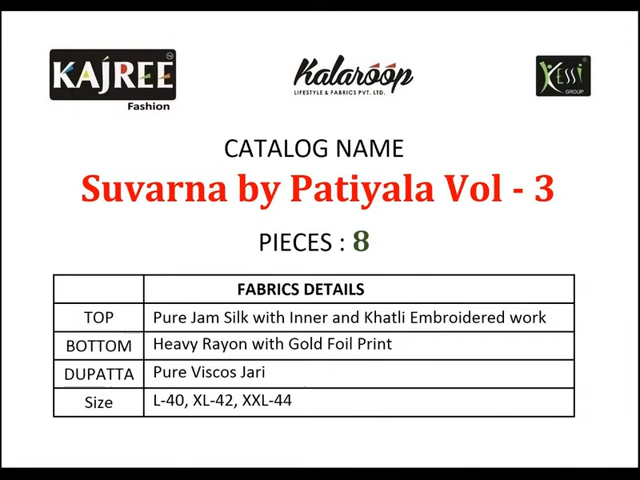 KAJREE
Fashion
Kalaroop
LIFESTYLE & FABRICS PVT. LTD.
KESSI
GROUP
CATALOG NAME
Suvarna by Patiyala Vol - 3
PIECES : 8
FABRICS DETAILS
TOP Pure Jam Silk with Inner and Khatli Embroidered work
BOTTOM Heavy Rayon with Gold Foil Print
DUPATTA Pure Viscos Jari
Size L-40, XL-42, XXL-44